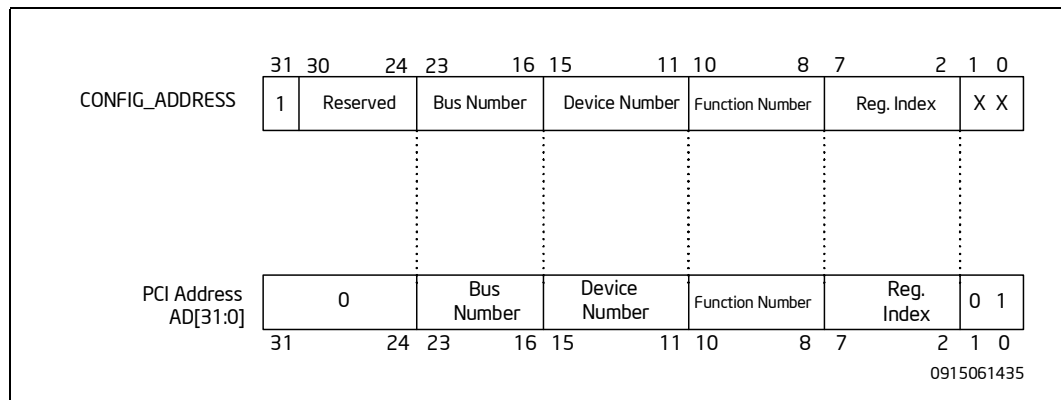 31 30 24 23 16 15 11 10 8 7 2 1 0
CONFIG_ADDRESS 1 Reserved Bus Number Device Number Function Number Reg. Index X X
PCI Address
AD[31:0]
0
Bus
Number
Device
Number
Function Number
Reg.
Index
0 1
31 24 23 16 15 11 10 8 7 2 1 0
0915061435